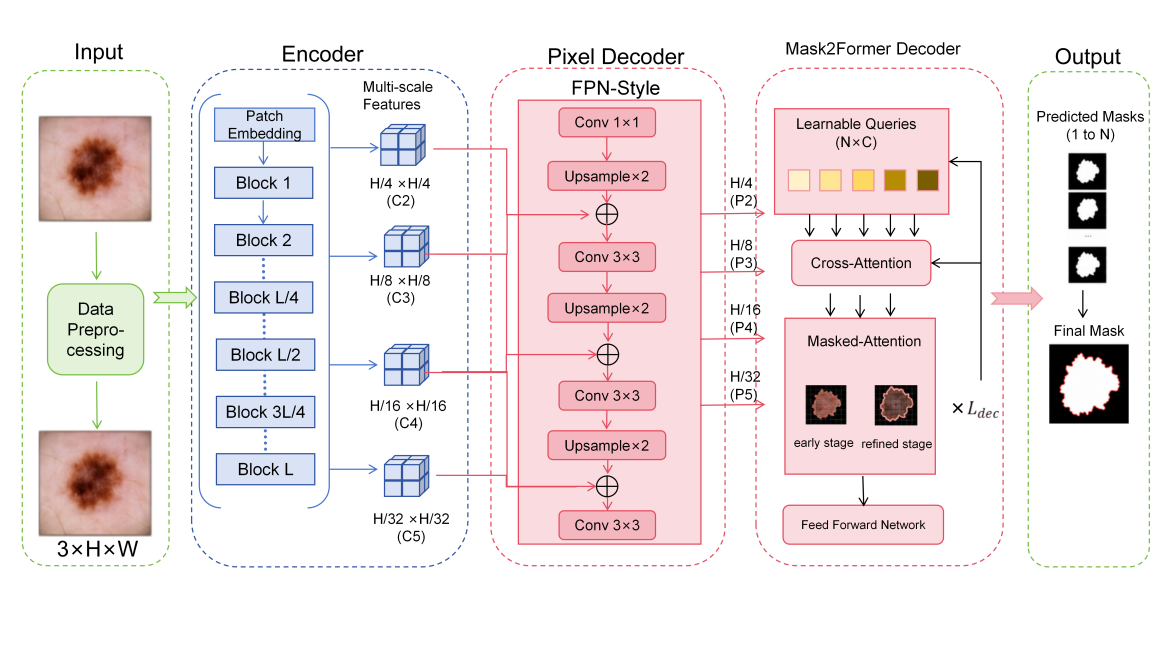 Input
Data
Prepro-
cessing
3×H×W
Encoder
Patch
Embedding
Block 1
Block 2
Block L/4
Block L/2
Block 3L/4
Block L
Multi-scale
Features
H/4 ×H/4
(C2)
H/8 ×H/8
(C3)
H/16 ×H/16
(C4)
H/32 ×H/32
(C5)
Pixel Decoder
FPN-Style
Conv 1×1
Upsample×2
Conv 3×3
Upsample×2
Conv 3×3
Upsample×2
Conv 3×3
H/4
(P2)
H/8
(P3)
H/16
(P4)
H/32
(P5)
Mask2Former Decoder
Learnable Queries
(N×C)
Cross-Attention
Masked-Attention
early stage
refined stage
× L_dec
Feed Forward Network
Output
Predicted Masks
(1 to N)
...
Final Mask